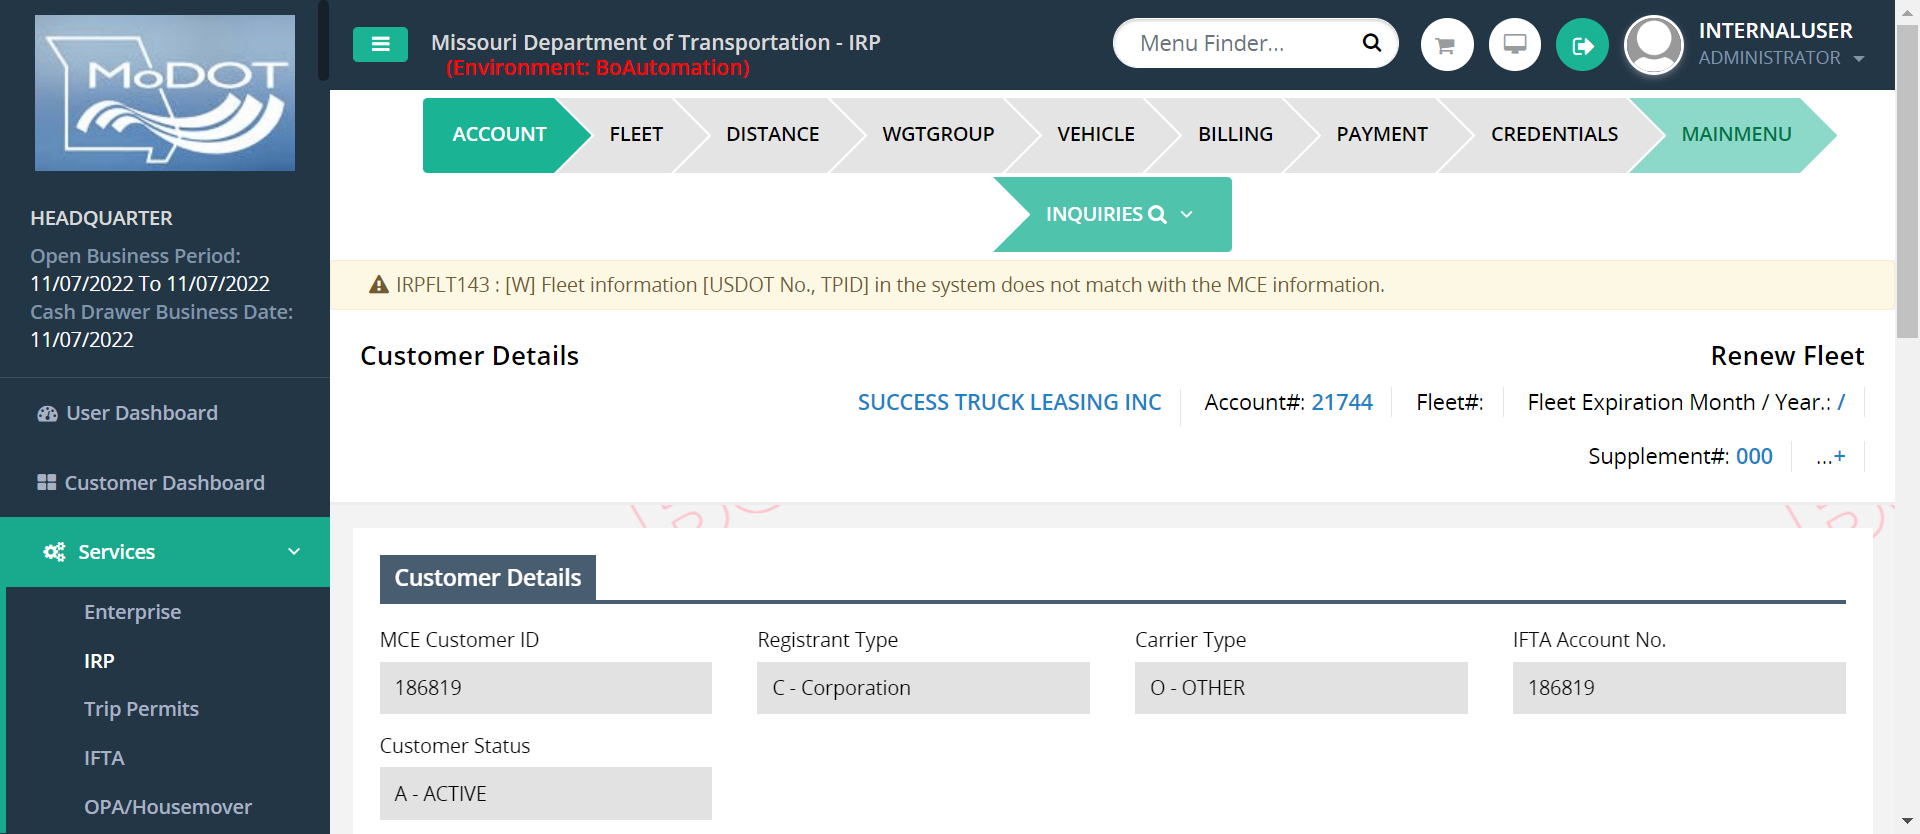 MoDOT
Missouri Department of Transportation - IRP
(Environment: BoAutomation)
Menu Finder...
INTERNALUSER
ADMINISTRATOR
HEADQUARTER
Open Business Period:
11/07/2022 To 11/07/2022
Cash Drawer Business Date:
11/07/2022
User Dashboard
Customer Dashboard
Services
Enterprise
IRP
Trip Permits
IFTA
OPA/Housemover
ACCOUNT FLEET DISTANCE WGTGROUP VEHICLE BILLING PAYMENT CREDENTIALS MAINMENU
INQUIRIES
IRPFLT143 : [W] Fleet information [USDOT No., TPID] in the system does not match with the MCE information.
Customer Details Renew Fleet
SUCCESS TRUCK LEASING INC Account#: 21744 Fleet#: Fleet Expiration Month / Year.: /
Supplement#: 000 ...+
Customer Details
MCE Customer ID Registrant Type Carrier Type IFTA Account No.
186819 C - Corporation O - OTHER 186819
Customer Status
A - ACTIVE